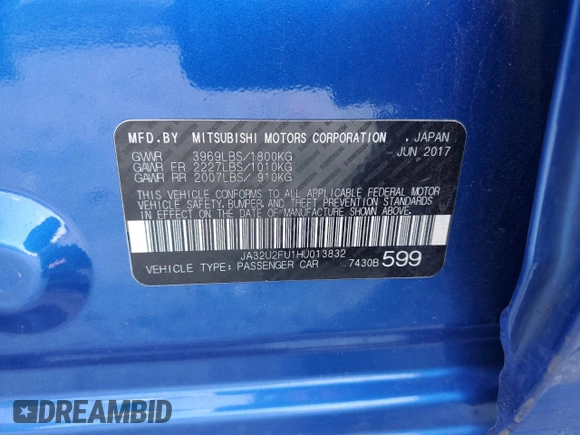 MFD.BY MITSUBISHI MOTORS CORPORATION , JAPAN
GVWR 3969LBS/1800KG JUN 2017
GAWR FR 2227LBS/1010KG
GAWR RR 2007LBS/ 910KG
THIS VEHICLE CONFORMS TO ALL APPLICABLE FEDERAL MOTOR
VEHICLE SAFETY, BUMPER, AND THEFT PREVENTION STANDARDS
IN EFFECT ON THE DATE OF MANUFACTURE SHOWN ABOVE.
JA32U2FU1HU013832
VEHICLE TYPE: PASSENGER CAR 7430B 599
DREAMBID